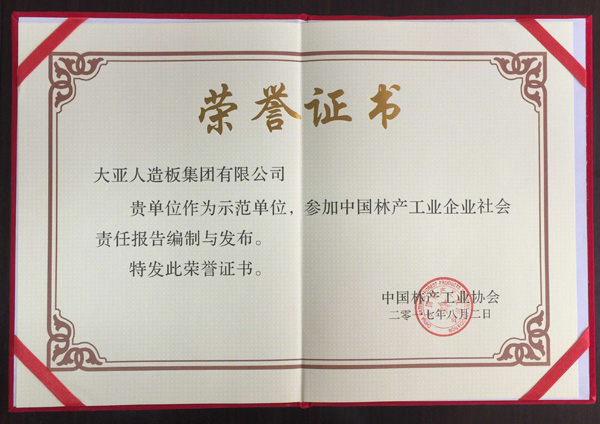 荣誉证书
大亚人造板集团有限公司
贵单位作为示范单位，参加中国林产工业企业社会
责任报告编制与发布。
特发此荣誉证书。
中国林产工业协会
二零一七年八月二日